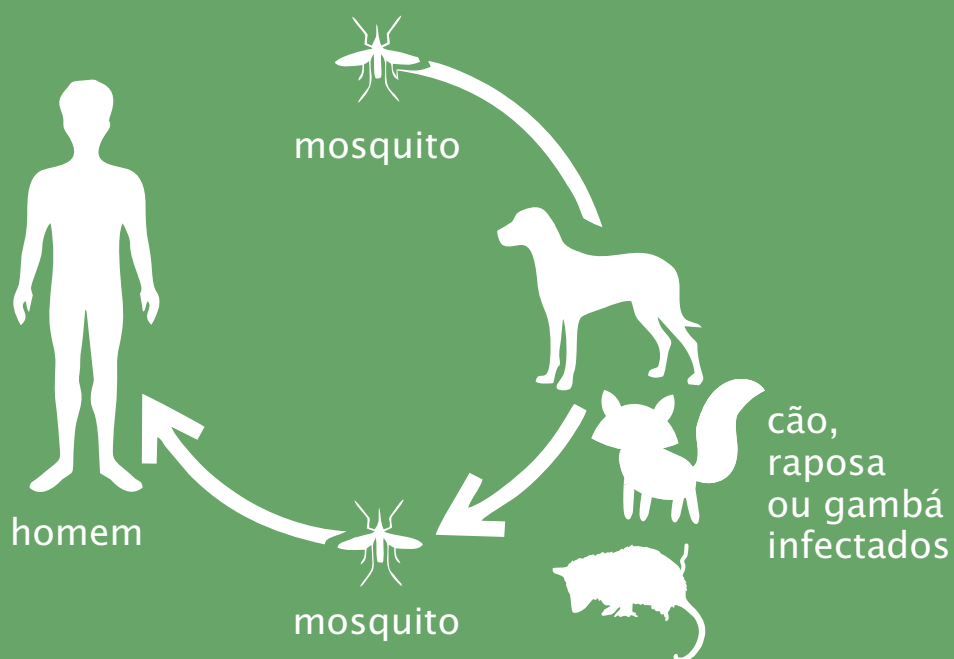 mosquito
cão,
raposa
ou gambá
infectados
homem
mosquito